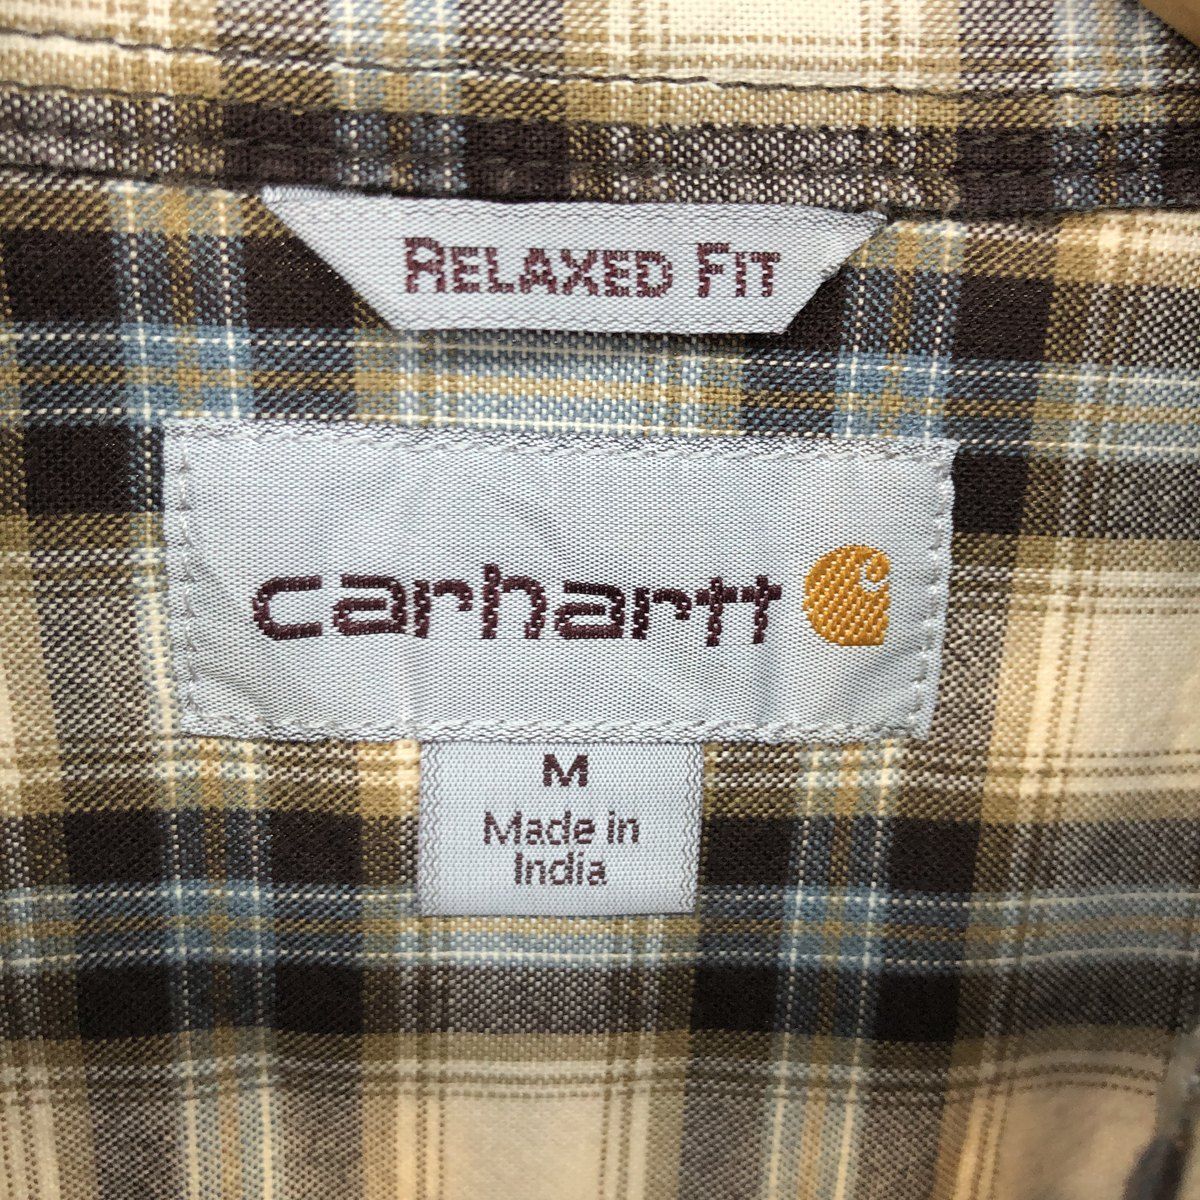 RELAXED FIT
carhartt
M
Made in
India